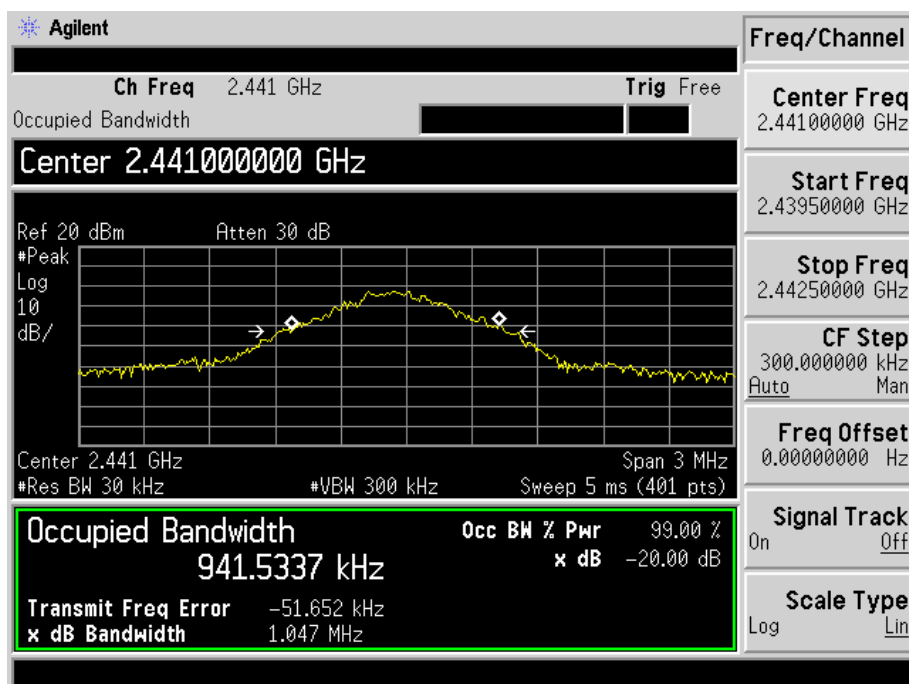 Agilent
Freq/Channel
Ch Freq 2.441 GHz Trig Free
Occupied Bandwidth
Center 2.441000000 GHz
Ref 20 dBm Atten 30 dB
#Peak
Log
10
dB/
Center 2.441 GHz Span 3 MHz
#Res BW 30 kHz #VBW 300 kHz Sweep 5 ms (401 pts)
Occupied Bandwidth Occ BW % Pwr 99.00 %
941.5337 kHz x dB -20.00 dB
Transmit Freq Error -51.652 kHz
x dB Bandwidth 1.047 MHz
Center Freq
2.44100000 GHz
Start Freq
2.43950000 GHz
Stop Freq
2.44250000 GHz
CF Step
300.000000 kHz
Auto Man
Freq Offset
0.00000000 Hz
Signal Track
On Off
Scale Type
Log Lin